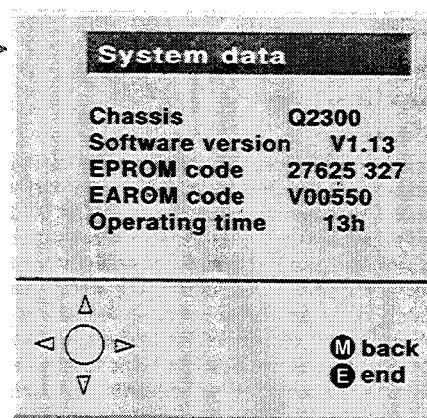 System data
Chassis Q2300
Software version V1.13
EPROM code 27625 327
EAROM code V00550
Operating time 13h
M back
E end